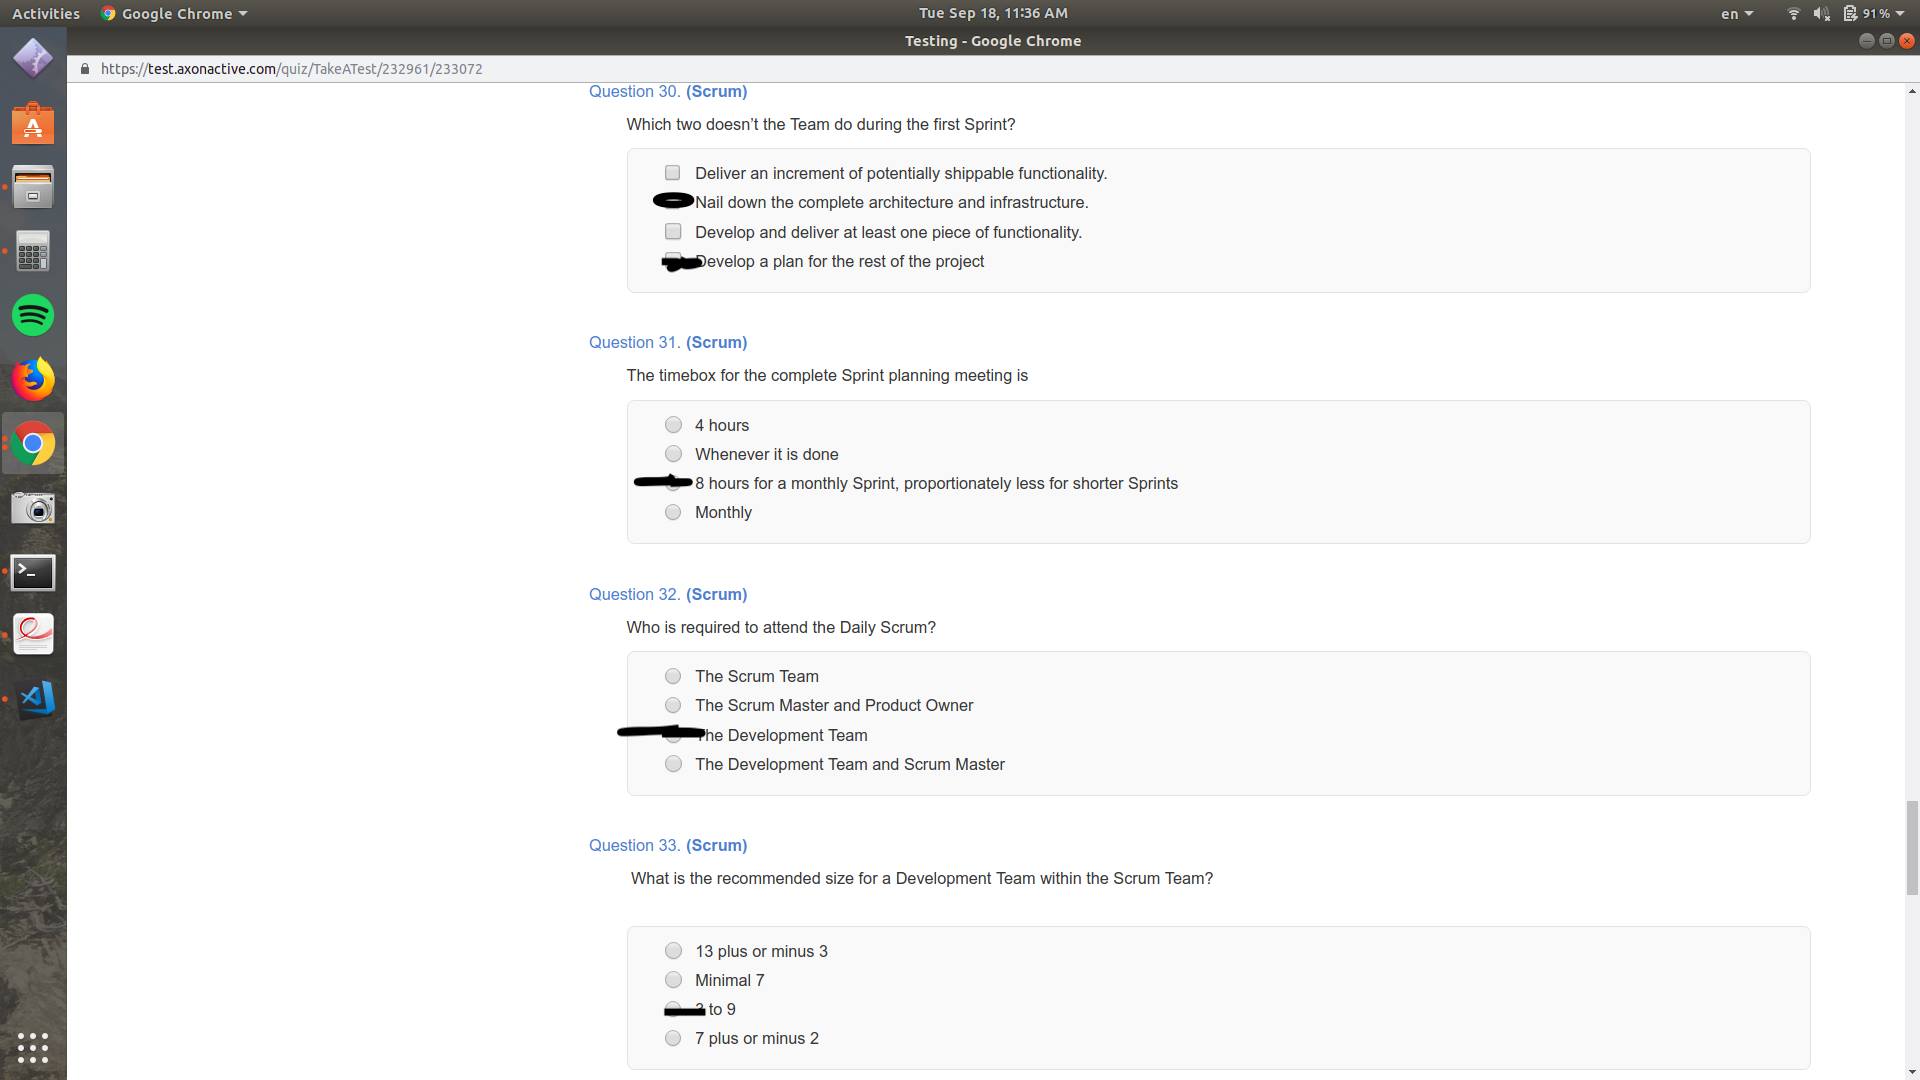 Activities Google Chrome Tue Sep 18, 11:36 AM en 91%
Testing - Google Chrome
https://test.axonactive.com/quiz/TakeATest/232961/233072
Question 30. (Scrum)
Which two doesn’t the Team do during the first Sprint?
Deliver an increment of potentially shippable functionality.
Nail down the complete architecture and infrastructure.
Develop and deliver at least one piece of functionality.
Develop a plan for the rest of the project
Question 31. (Scrum)
The timebox for the complete Sprint planning meeting is
4 hours
Whenever it is done
8 hours for a monthly Sprint, proportionately less for shorter Sprints
Monthly
Question 32. (Scrum)
Who is required to attend the Daily Scrum?
The Scrum Team
The Scrum Master and Product Owner
The Development Team
The Development Team and Scrum Master
Question 33. (Scrum)
What is the recommended size for a Development Team within the Scrum Team?
13 plus or minus 3
Minimal 7
3 to 9
7 plus or minus 2